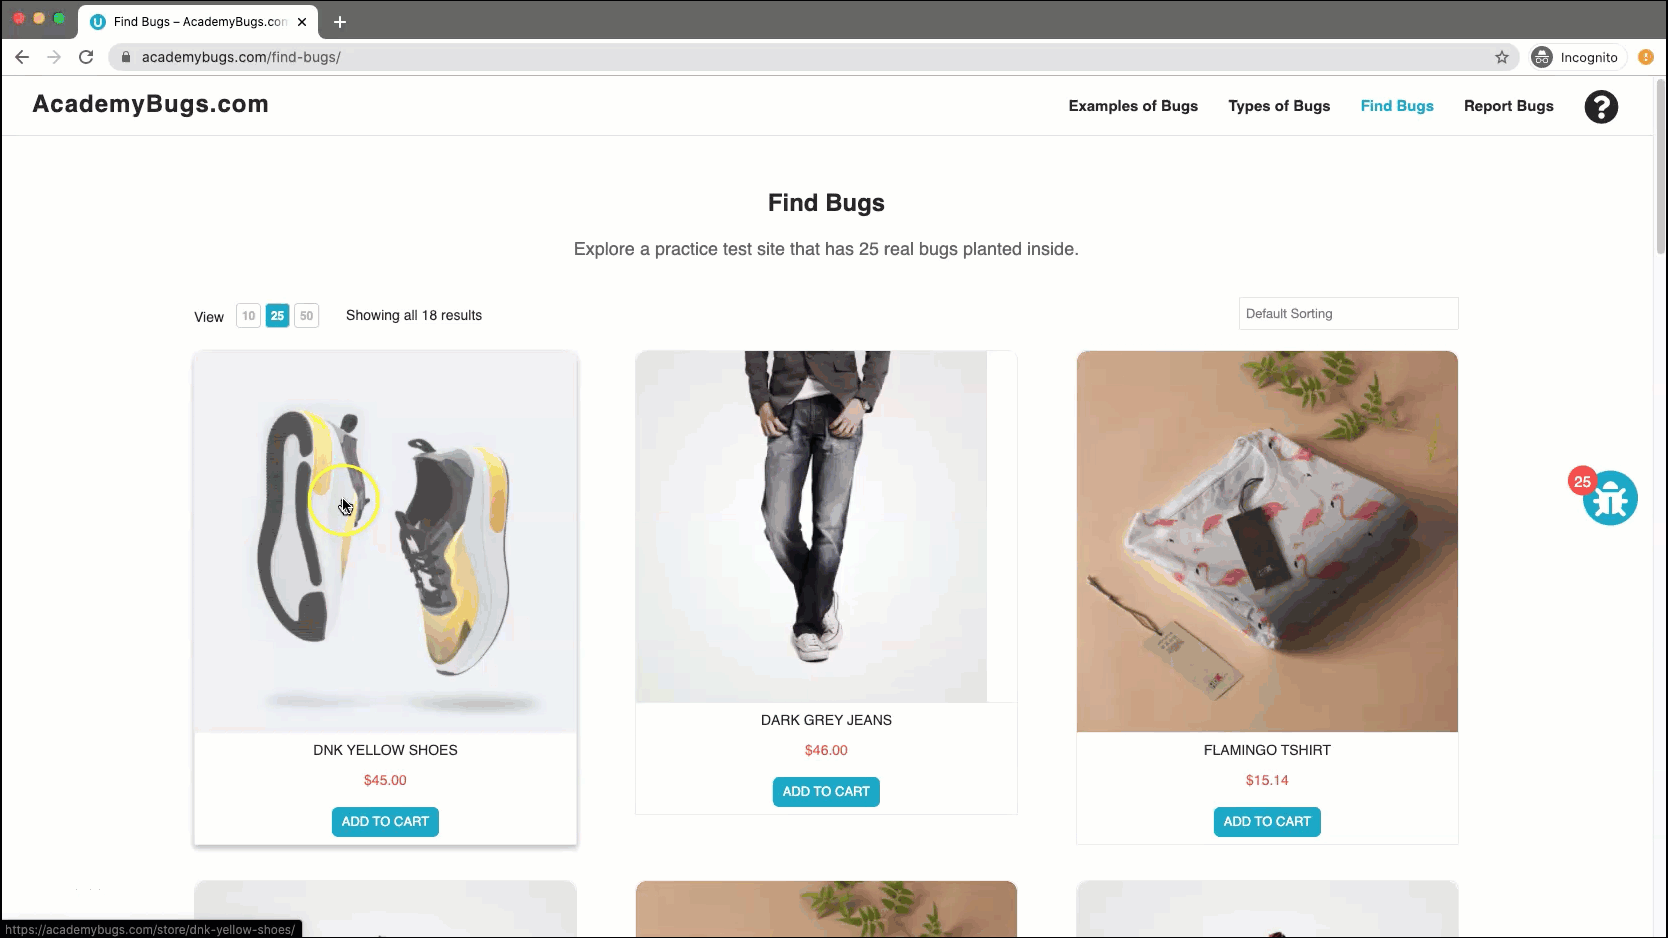 Find Bugs – AcademyBugs.com
academybugs.com/find-bugs/
Incognito
AcademyBugs.com
Examples of Bugs
Types of Bugs
Find Bugs
Report Bugs
Find Bugs
Explore a practice test site that has 25 real bugs planted inside.
View 10 25 50 Showing all 18 results
Default Sorting
25
DNK YELLOW SHOES
$45.00
ADD TO CART
DARK GREY JEANS
$46.00
ADD TO CART
FLAMINGO TSHIRT
$15.14
ADD TO CART
https://academybugs.com/store/dnk-yellow-shoes/